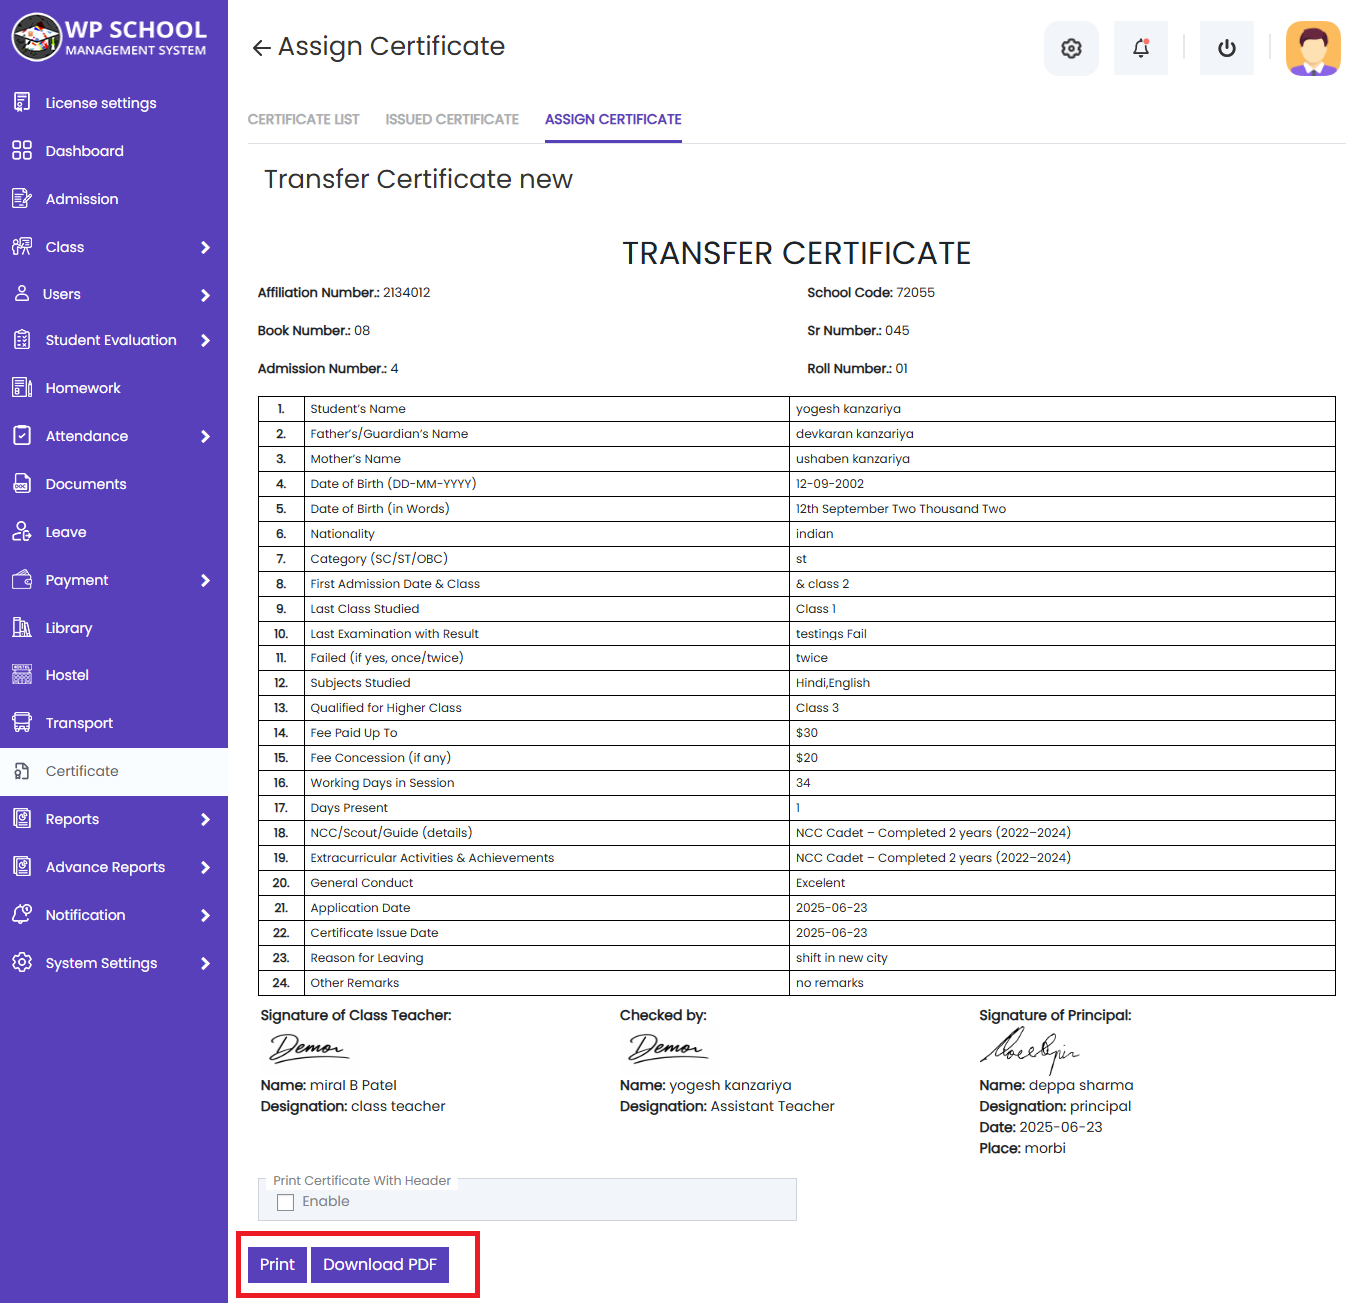 WP SCHOOL
MANAGEMENT SYSTEM
License settings
Dashboard
Admission
Class
Users
Student Evaluation
Homework
Attendance
Documents
Leave
Payment
Library
Hostel
Transport
Certificate
Reports
Advance Reports
Notification
System Settings
Assign Certificate
CERTIFICATE LIST ISSUED CERTIFICATE ASSIGN CERTIFICATE
Transfer Certificate new
TRANSFER CERTIFICATE
Affiliation Number.: 2134012 School Code: 72055
Book Number.: 08 Sr Number.: 045
Admission Number.: 4 Roll Number.: 01
1. Student's Name yogesh kanzariya
2. Father's/Guardian's Name devkaran kanzariya
3. Mother's Name ushaben kanzariya
4. Date of Birth (DD-MM-YYYY) 12-09-2002
5. Date of Birth (in Words) 12th September Two Thousand Two
6. Nationality indian
7. Category (SC/ST/OBC) st
8. First Admission Date & Class & class 2
9. Last Class Studied Class 1
10. Last Examination with Result testings Fail
11. Failed (if yes, once/twice) twice
12. Subjects Studied Hindi,English
13. Qualified for Higher Class Class 3
14. Fee Paid Up To $30
15. Fee Concession (if any) $20
16. Working Days in Session 34
17. Days Present 1
18. NCC/Scout/Guide (details) NCC Cadet – Completed 2 years (2022–2024)
19. Extracurricular Activities & Achievements NCC Cadet – Completed 2 years (2022–2024)
20. General Conduct Excelent
21. Application Date 2025-06-23
22. Certificate Issue Date 2025-06-23
23. Reason for Leaving shift in new city
24. Other Remarks no remarks
Signature of Class Teacher: Checked by: Signature of Principal:
Name: miral B Patel Name: yogesh kanzariya Name: deppa sharma
Designation: class teacher Designation: Assistant Teacher Designation: principal
Date: 2025-06-23
Place: morbi
Print Certificate With Header
Enable
Print Download PDF